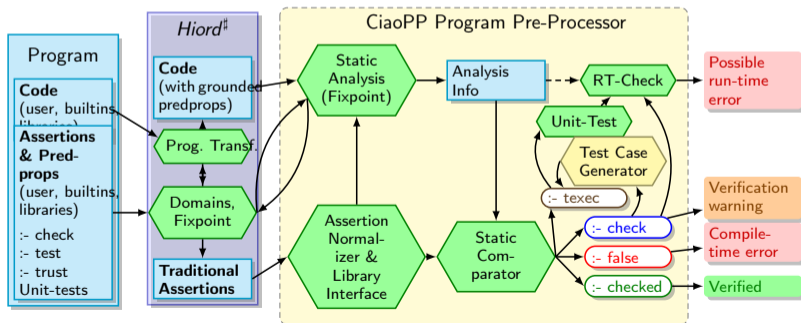 Program
Code
(user, builtins,
libraries)
Assertions
& Pred-
props
(user, builtins,
libraries)
:- check
:- test
:- trust
Unit-tests
Hiord♯
Code
(with grounded
predprops)
Prog. Transf.
Domains,
Fixpoint
Traditional
Assertions
CiaoPP Program Pre-Processor
Static
Analysis
(Fixpoint)
Analysis
Info
RT-Check
Unit-Test
Test Case
Generator
:- texec
Assertion
Normal-
izer &
Library
Interface
Static
Com-
parator
:- check
:- false
:- checked
Possible
run-time
error
Verification
warning
Compile-
time error
Verified